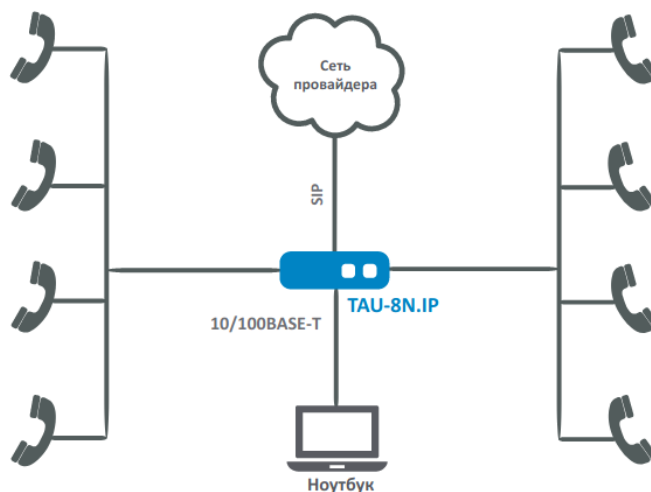 Сеть
провайдера
SIP
TAU-8N.IP
10/100BASE-T
Ноутбук